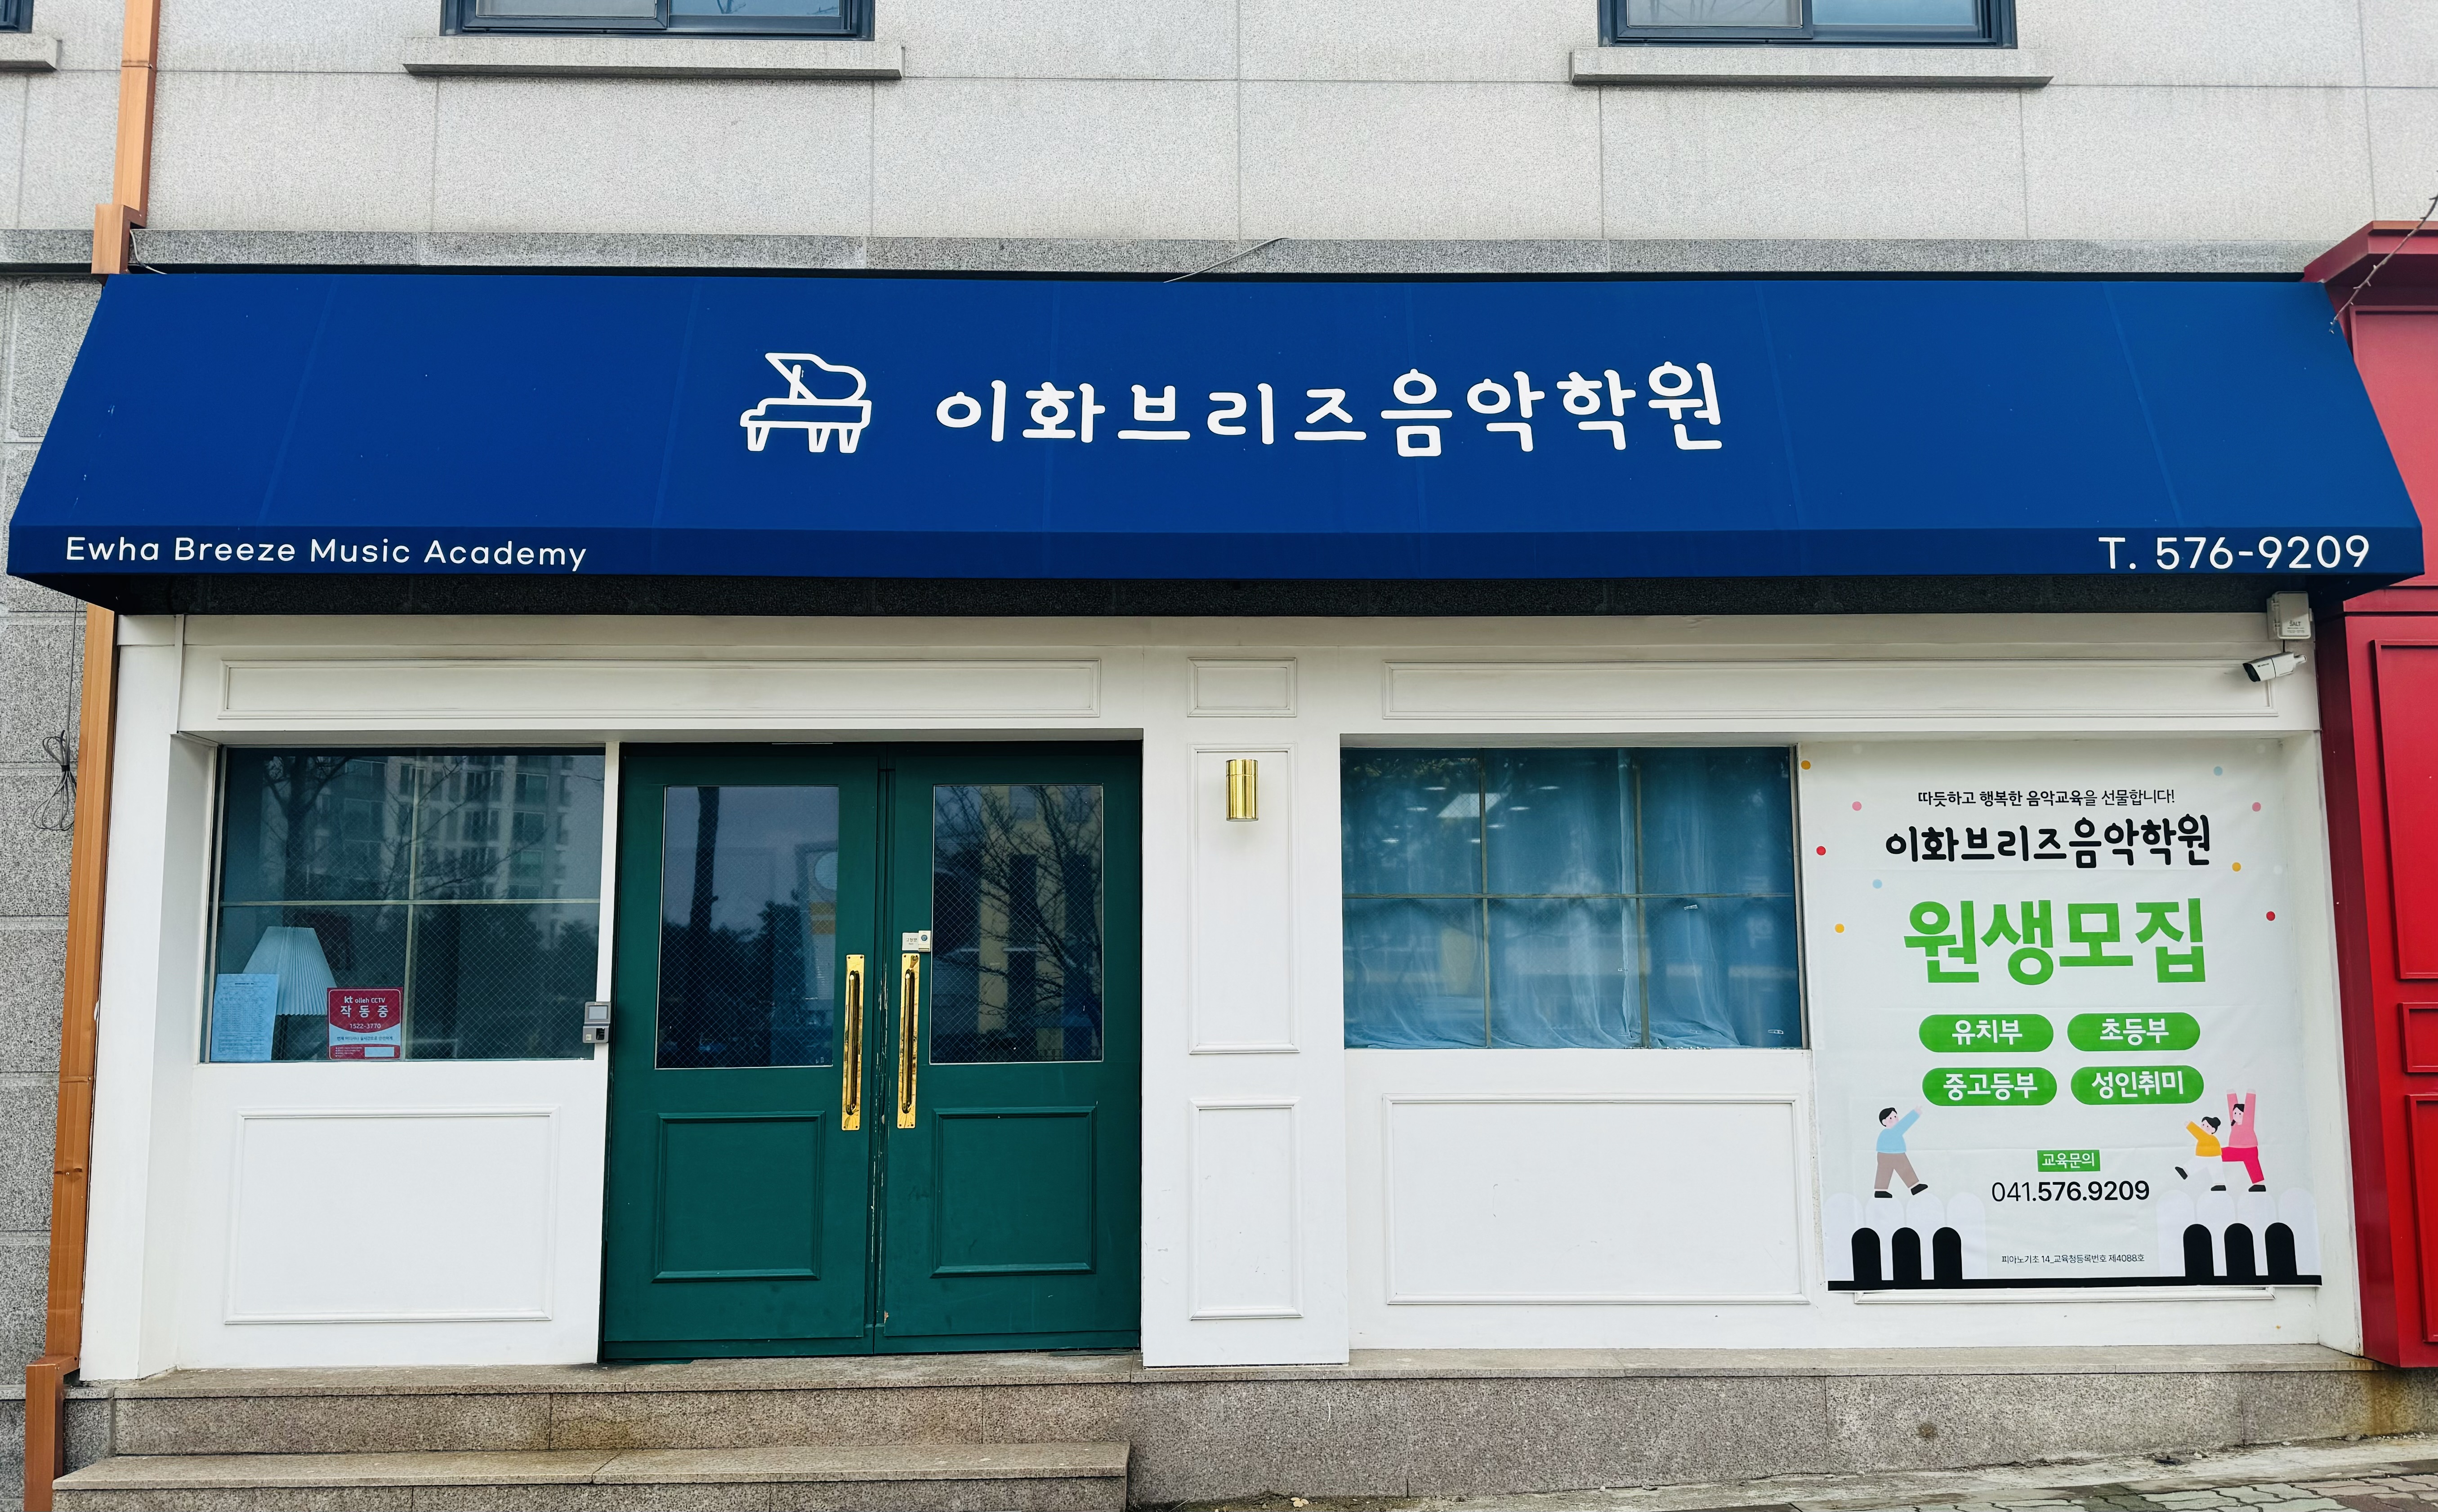 이화브리즈음악학원
Ewha Breeze Music Academy
T. 576-9209
kt olleh CCTV
작동중
1522-3770
따뜻하고 행복한 음악교육을 선물합니다!
이화브리즈음악학원
원생모집
유치부 초등부
중고등부 성인취미
교육문의
041.576.9209
피아노기초 14_교육청등록번호 제4088호